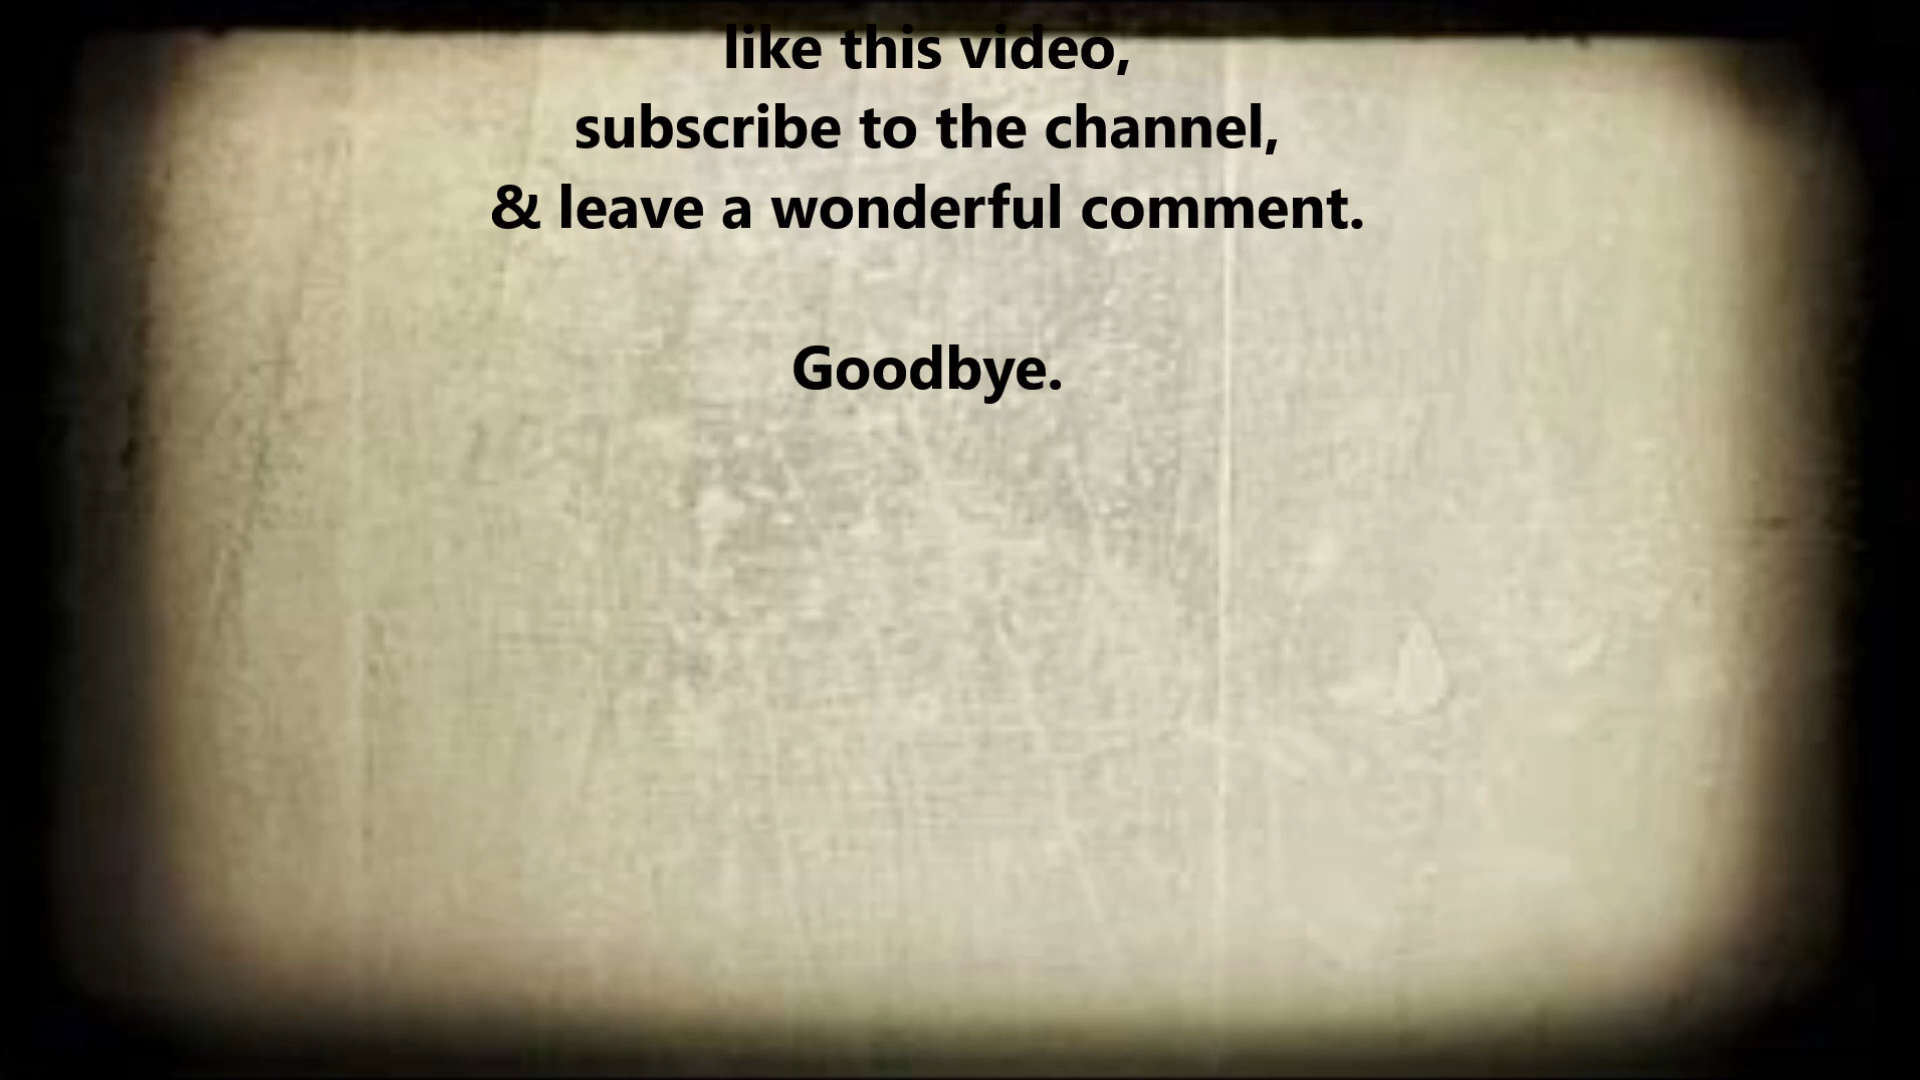 like this video,
subscribe to the channel,
& leave a wonderful comment.
Goodbye.